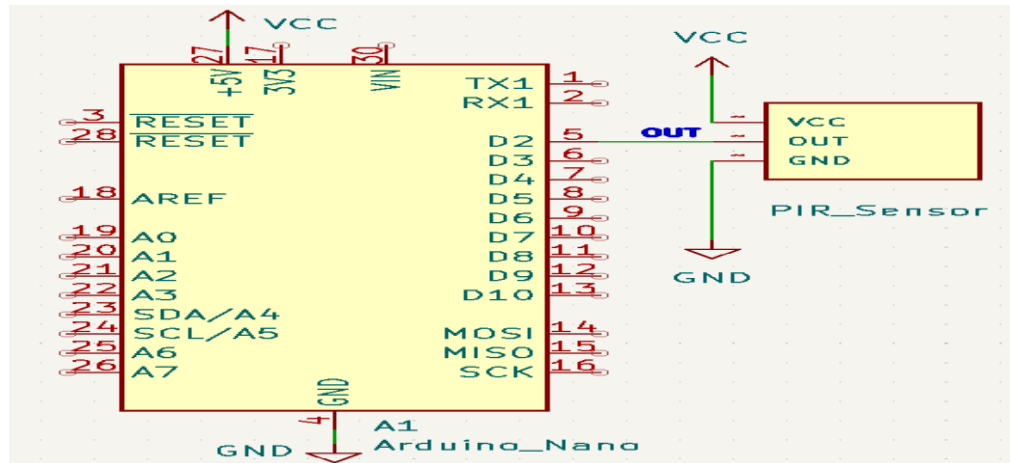 VCC
27
17
30
+5V
3V3
VIN
3 RESET
28 RESET
18 AREF
19 A0
20 A1
21 A2
22 A3
23 SDA/A4
24 SCL/A5
25 A6
26 A7
TX1 1
RX1 2
D2 5
D3 6
D4 7
D5 8
D6 9
D7 10
D8 11
D9 12
D10 13
MOSI 14
MISO 15
SCK 16
GND
4
GND
A1
Arduino_Nano
OUT
VCC
~ VCC
~ OUT
~ GND
PIR_Sensor
GND